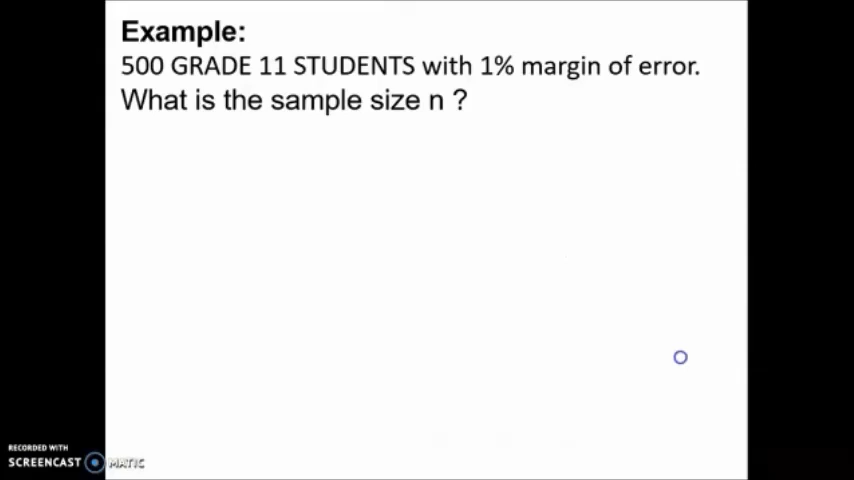 Example:
500 GRADE 11 STUDENTS with 1% margin of error.
What is the sample size n ?
RECORDED WITH
SCREENCAST MATIC